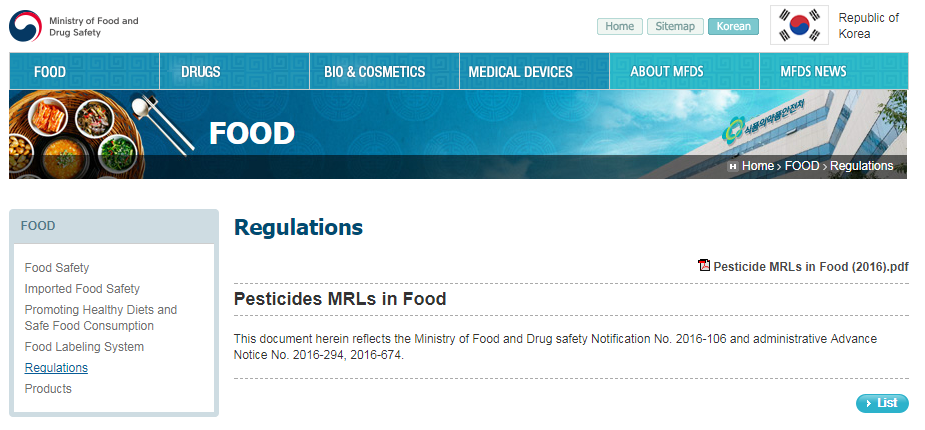 Ministry of Food and
Drug Safety
Home
Sitemap
Korean
Republic of
Korea
FOOD
DRUGS
BIO & COSMETICS
MEDICAL DEVICES
ABOUT MFDS
MFDS NEWS
FOOD
식품의약품안전처
H Home > FOOD > Regulations
FOOD
Food Safety
Imported Food Safety
Promoting Healthy Diets and
Safe Food Consumption
Food Labeling System
Regulations
Products
Regulations
Pesticide MRLs in Food (2016).pdf
Pesticides MRLs in Food
This document herein reflects the Ministry of Food and Drug safety Notification No. 2016-106 and administrative Advance
Notice No. 2016-294, 2016-674.
List